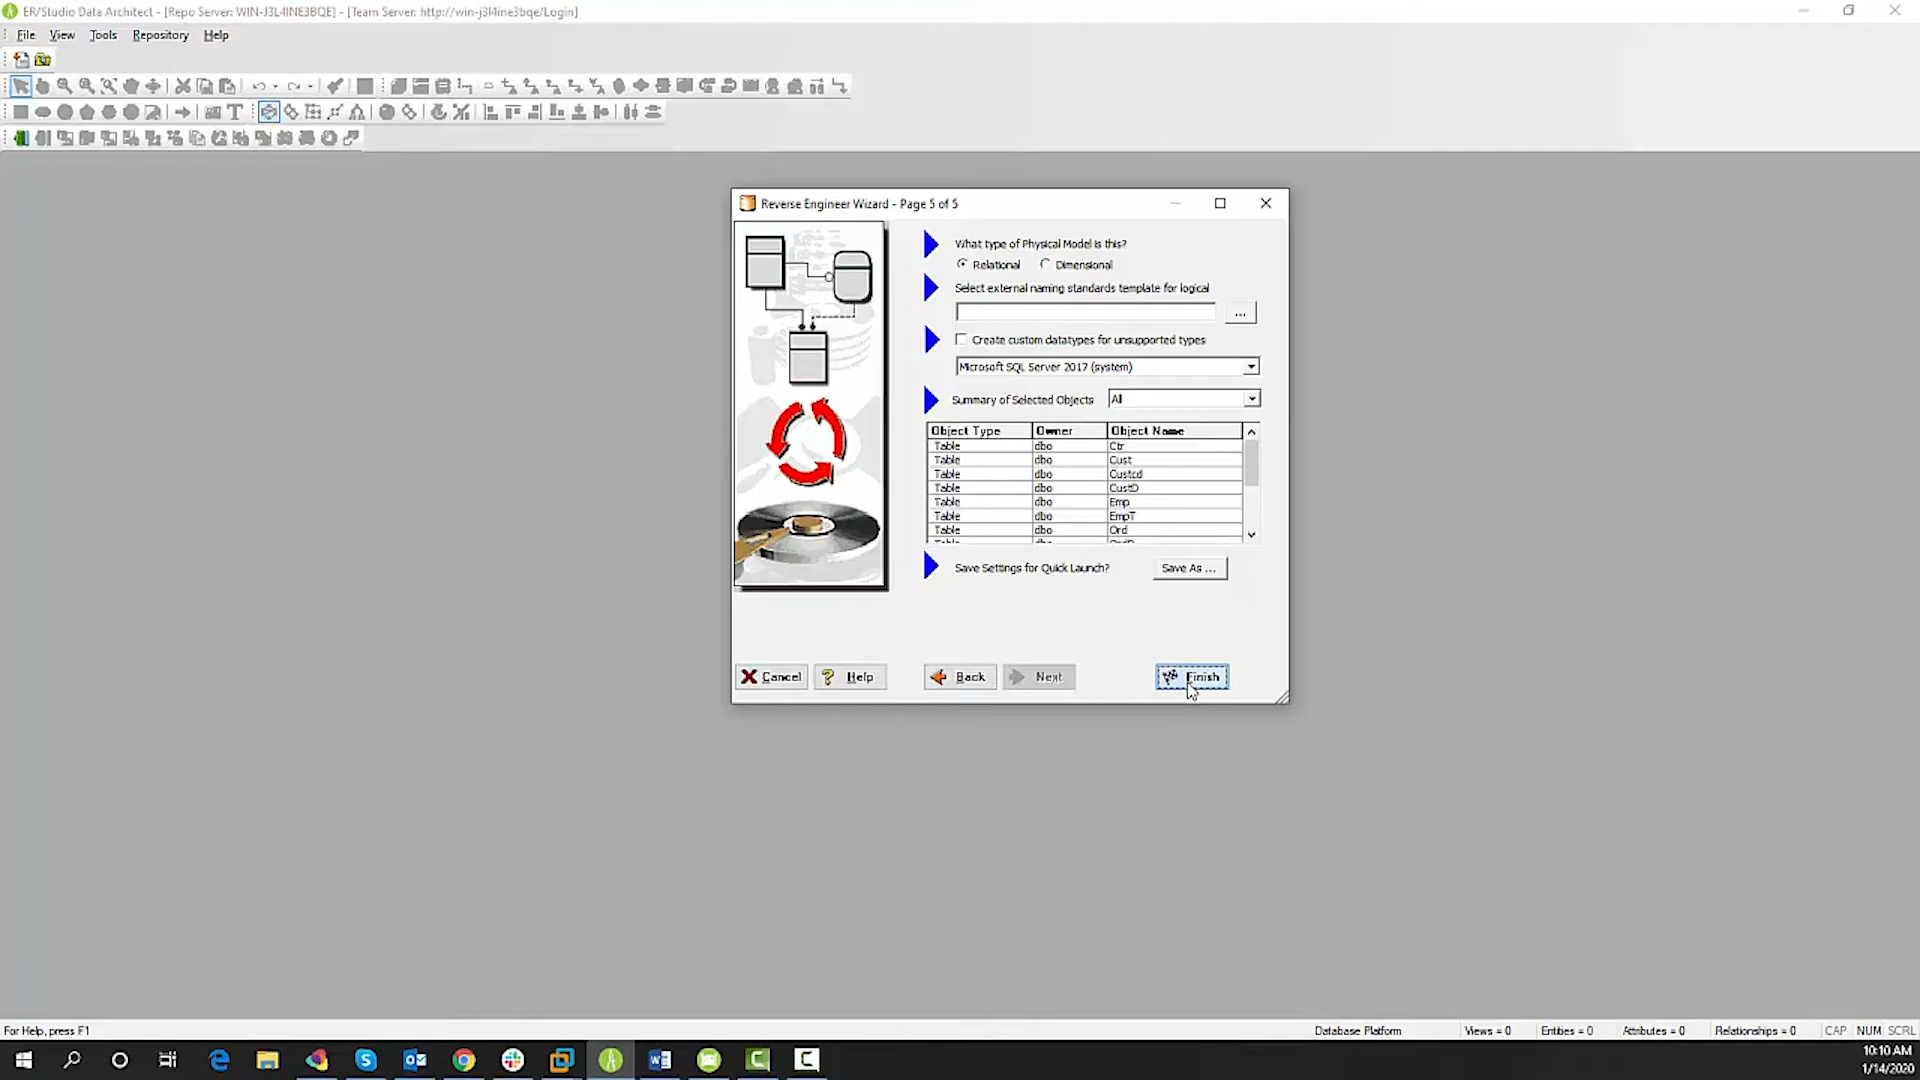 ER/Studio Data Architect - [Repo Server: WIN-J3L4INE3BQE] - [Team Server: http://win-j3l4ine3bqe/Login]
File View Tools Repository Help
Reverse Engineer Wizard - Page 5 of 5
What type of Physical Model is this?
Relational Dimensional
Select external naming standards template for logical
...
Create custom datatypes for unsupported types
Microsoft SQL Server 2017 (system)
Summary of Selected Objects All
Object Type Owner Object Name
Table dbo Ctr
Table dbo Cust
Table dbo Custcd
Table dbo CustD
Table dbo Emp
Table dbo EmpT
Table dbo Ord
Save Settings for Quick Launch? Save As ...
Cancel ? Help Back Next Finish
For Help, press F1 Database Platform Views = 0 Entities = 0 Attributes = 0 Relationships = 0 CAP NUM SCRL
10:10 AM
1/14/2020